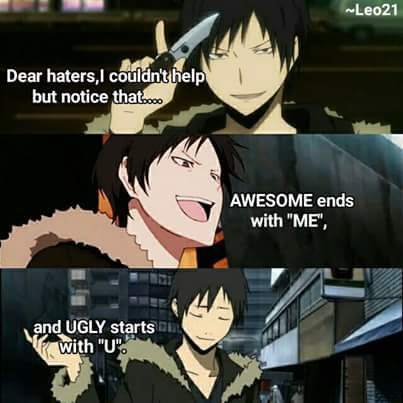 ~Leo21
Dear haters,I couldn't help
but notice that....
AWESOME ends
with "ME",
and UGLY starts
with "U".